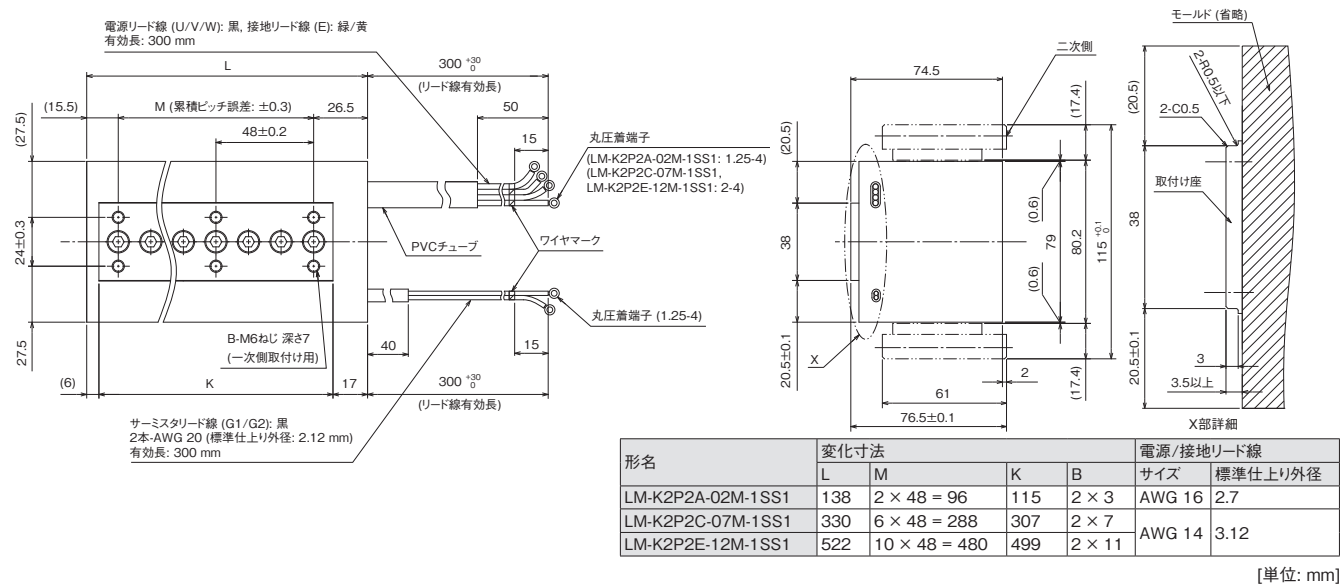 電源リード線 (U/V/W): 黒, 接地リード線 (E): 緑/黄
有効長: 300 mm
L
300 +30 0
(リード線有効長)
(15.5)
M (累積ピッチ誤差: ±0.3)
26.5
50
48±0.2
15
(27.5)
24±0.3
27.5
丸圧着端子
(LM-K2P2A-02M-1SS1: 1.25-4)
(LM-K2P2C-07M-1SS1,
LM-K2P2E-12M-1SS1: 2-4)
PVCチューブ
ワイヤマーク
丸圧着端子 (1.25-4)
B-M6ねじ 深さ7
(一次側取付け用)
40
15
(6)
K
17
300 +30 0
(リード線有効長)
サーミスタリード線 (G1/G2): 黒
2本-AWG 20 (標準仕上り外径: 2.12 mm)
有効長: 300 mm
二次側
74.5
(17.4)
(20.5)
38
20.5±0.1
(0.6)
(0.6)
79
80.2
115 +0.1 0
X
2
61
76.5±0.1
(17.4)
モールド (省略)
2-R0.5以下
(20.5)
2-C0.5
取付け座
38
20.5±0.1
3
3.5以上
X部詳細
形名 変化寸法 電源/接地リード線
L M K B サイズ 標準仕上り外径
LM-K2P2A-02M-1SS1 138 2 × 48 = 96 115 2 × 3 AWG 16 2.7
LM-K2P2C-07M-1SS1 330 6 × 48 = 288 307 2 × 7 AWG 14 3.12
LM-K2P2E-12M-1SS1 522 10 × 48 = 480 499 2 × 11
[単位: mm]